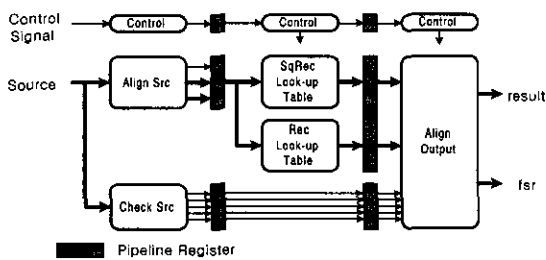 Control
Signal
Control
Control
Control
Source
Align Src
SqRec
Look-up
Table
Rec
Look-up
Table
Align
Output
result
fsr
Check Src
Pipeline Register